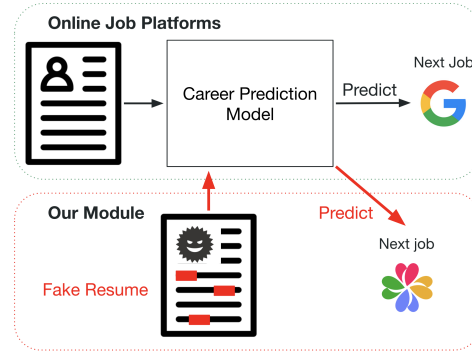 Online Job Platforms
Career Prediction
Model
Predict
Next Job
Our Module
Predict
Next job
Fake Resume